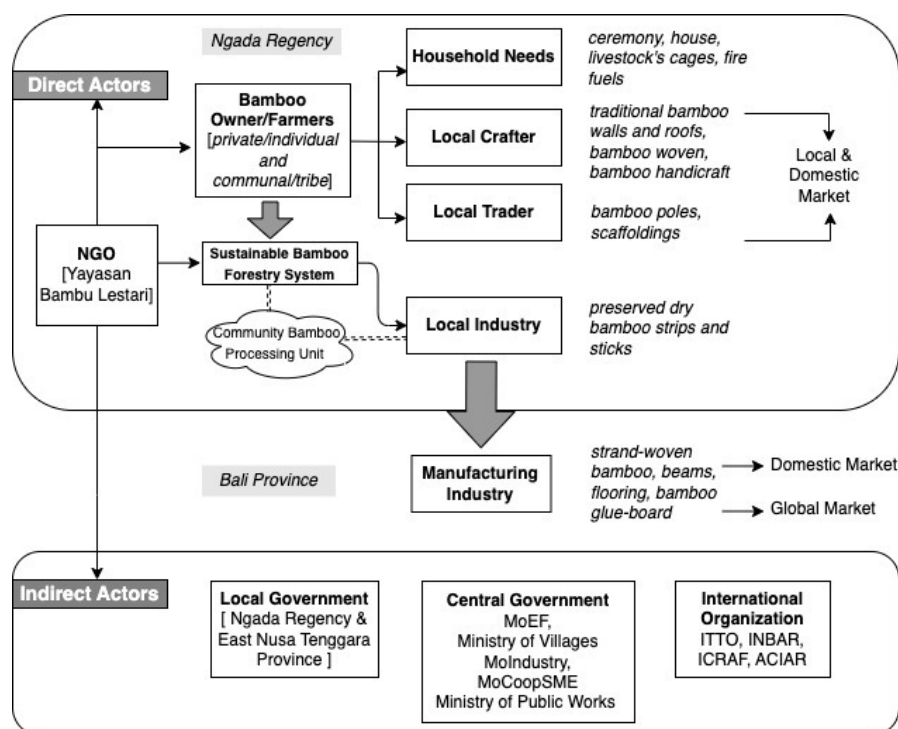 Ngada Regency
Direct Actors
Household Needs
ceremony, house,
livestock's cages, fire
fuels
Bamboo
Owner/Farmers
[private/individual
and
communal/tribe]
Local Crafter
traditional bamboo
walls and roofs,
bamboo woven,
bamboo handicraft
Local &
Domestic
Market
Local Trader
bamboo poles,
scaffoldings
NGO
[Yayasan
Bambu Lestari]
Sustainable Bamboo
Forestry System
Community Bamboo
Processing Unit
Local Industry
preserved dry
bamboo strips and
sticks
Bali Province
Manufacturing
Industry
strand-woven
bamboo, beams,
flooring, bamboo
glue-board
Domestic Market
Global Market
Indirect Actors
Local Government
[ Ngada Regency &
East Nusa Tenggara
Province ]
Central Government
MoEF,
Ministry of Villages
MoIndustry,
MoCoopSME
Ministry of Public Works
International
Organization
ITTO, INBAR,
ICRAF, ACIAR